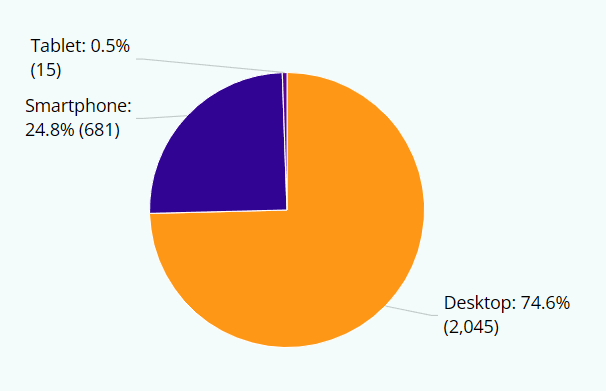 Tablet: 0.5%
(15)
Smartphone:
24.8% (681)
Desktop: 74.6%
(2,045)